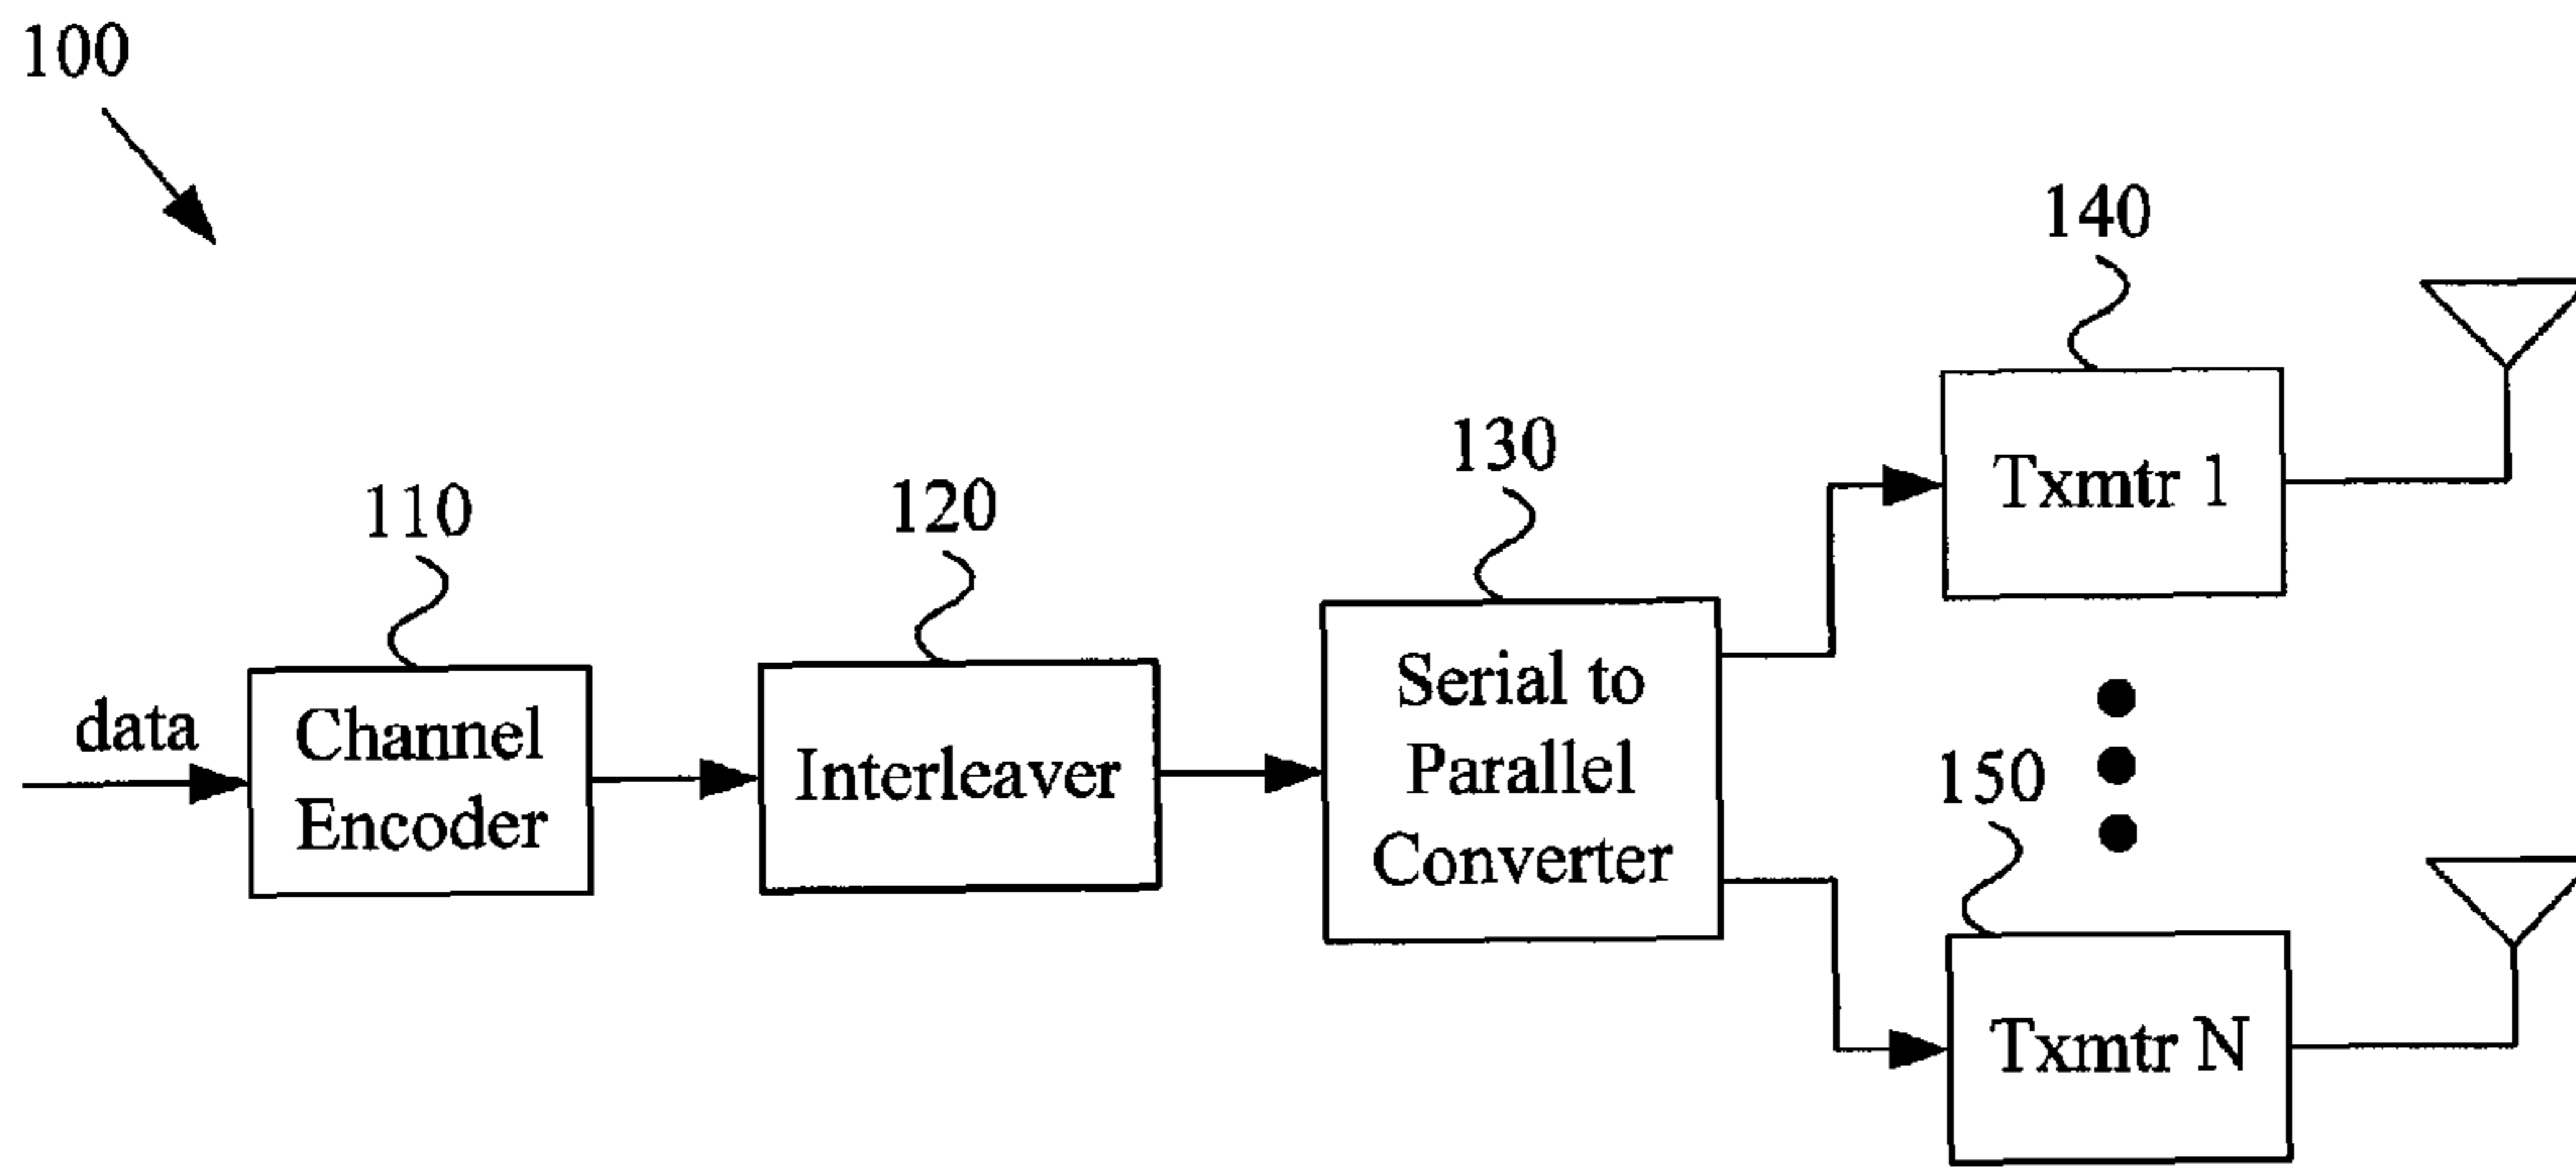 100
140
130
110
120
Txmtr 1
data
Channel
Encoder
Interleaver
Serial to
Parallel
Converter
150
Txmtr N